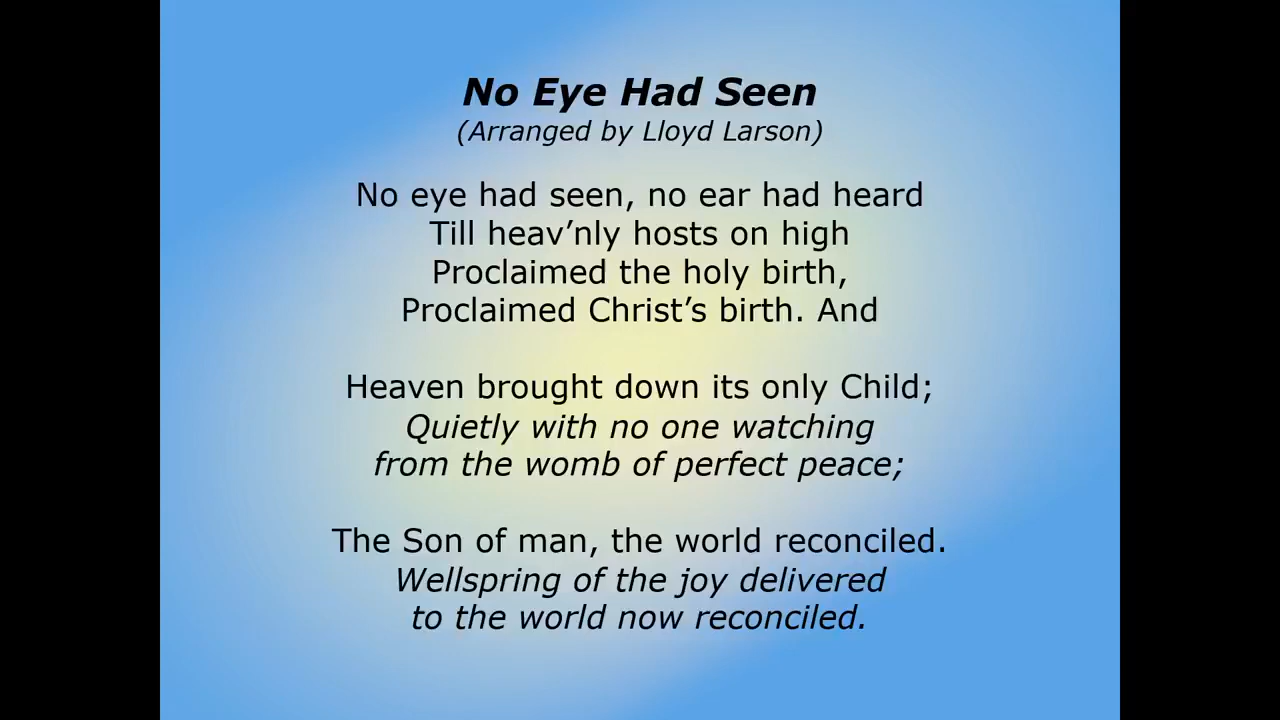 No Eye Had Seen
(Arranged by Lloyd Larson)
No eye had seen, no ear had heard
Till heav’nly hosts on high
Proclaimed the holy birth,
Proclaimed Christ’s birth. And
Heaven brought down its only Child;
Quietly with no one watching
from the womb of perfect peace;
The Son of man, the world reconciled.
Wellspring of the joy delivered
to the world now reconciled.